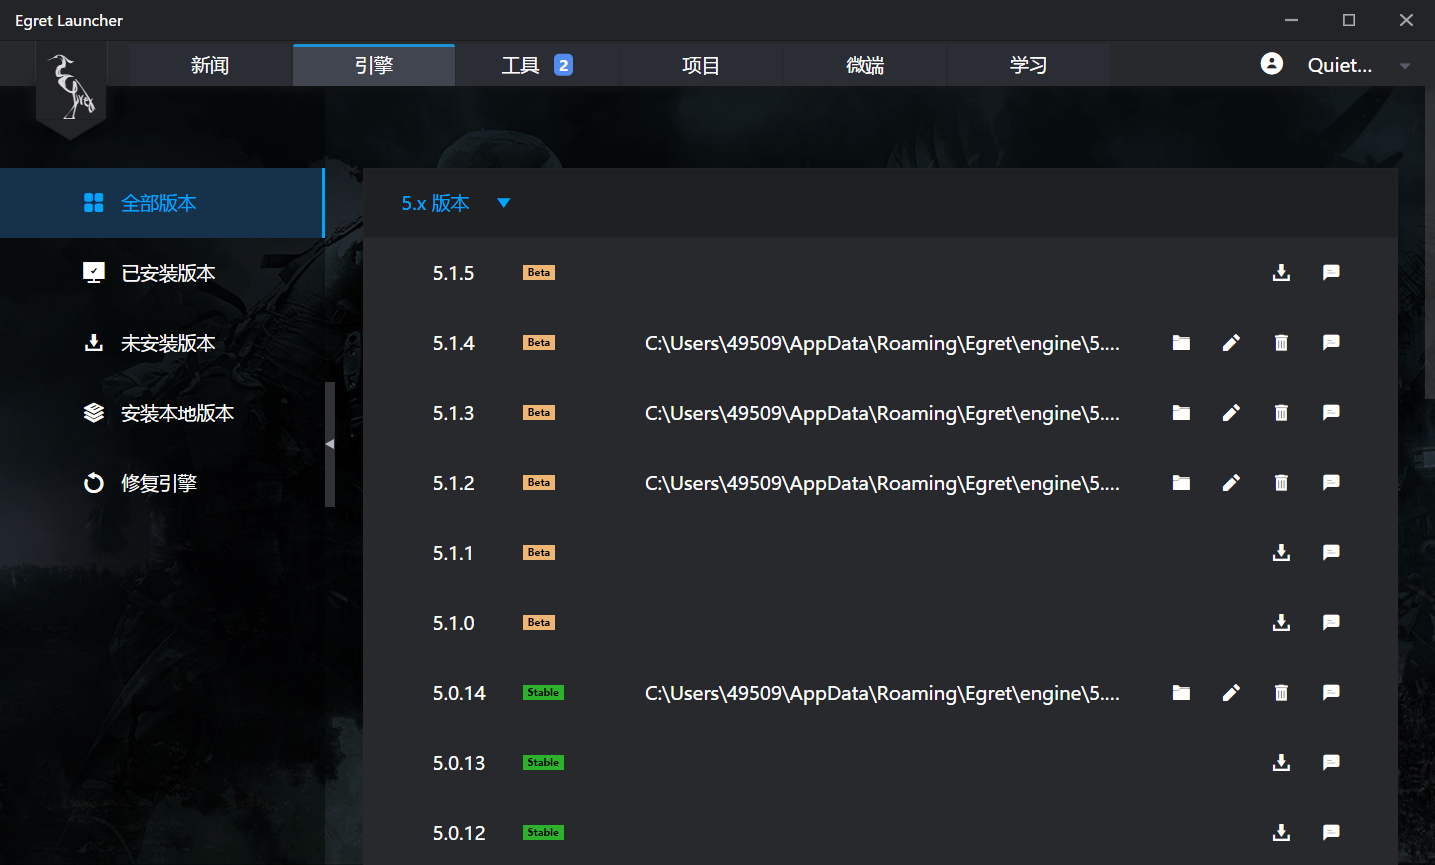 Egret Launcher
新闻
引擎
工具 2
项目
微端
学习
Quiet...
全部版本
已安装版本
未安装版本
安装本地版本
修复引擎
5.x 版本
5.1.5 Beta
5.1.4 Beta C:\Users\49509\AppData\Roaming\Egret\engine\5....
5.1.3 Beta C:\Users\49509\AppData\Roaming\Egret\engine\5....
5.1.2 Beta C:\Users\49509\AppData\Roaming\Egret\engine\5....
5.1.1 Beta
5.1.0 Beta
5.0.14 Stable C:\Users\49509\AppData\Roaming\Egret\engine\5....
5.0.13 Stable
5.0.12 Stable